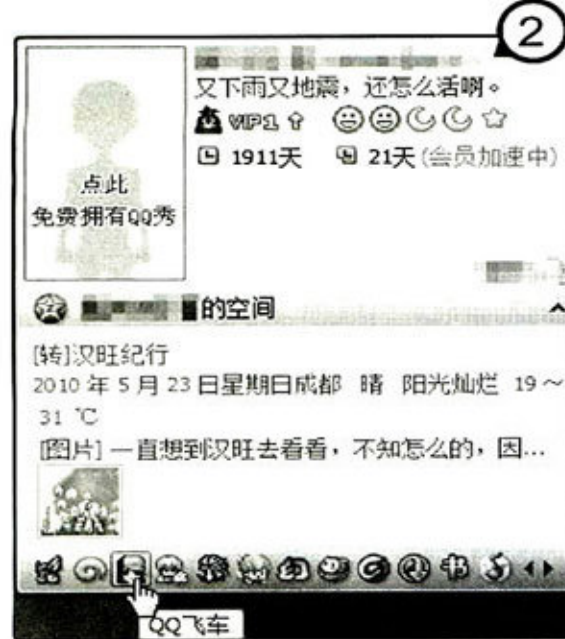 2
又下雨又地震，还怎么活啊。
VIP1
1911天 21天(会员加速中)
点此
免费拥有QQ秀
的空间
[转]汉旺纪行
2010 年 5 月 23 日星期日成都 晴 阳光灿烂 19～
31 ℃
[图片] 一直想到汉旺去看看，不知怎么的，因...
QQ飞车